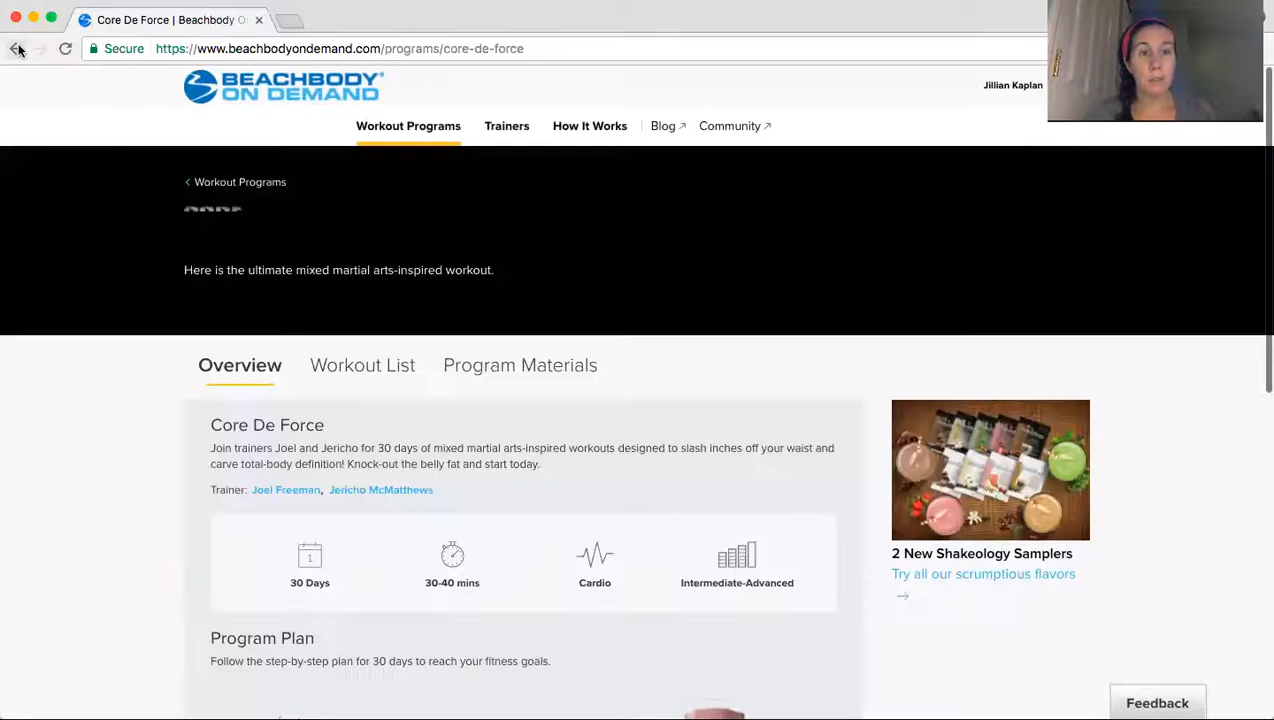 Core De Force | Beachbody O
Secure https://www.beachbodyondemand.com/programs/core-de-force
BEACHBODY
ON DEMAND
Jillian Kaplan
Workout Programs Trainers How It Works Blog Community
Workout Programs
Here is the ultimate mixed martial arts-inspired workout.
Overview Workout List Program Materials
Core De Force
Join trainers Joel and Jericho for 30 days of mixed martial arts-inspired workouts designed to slash inches off your waist and
carve total-body definition! Knock-out the belly fat and start today.
Trainer: Joel Freeman, Jericho McMatthews
1
30 Days 30-40 mins Cardio Intermediate-Advanced
Program Plan
Follow the step-by-step plan for 30 days to reach your fitness goals.
2 New Shakeology Samplers
Try all our scrumptious flavors
Feedback